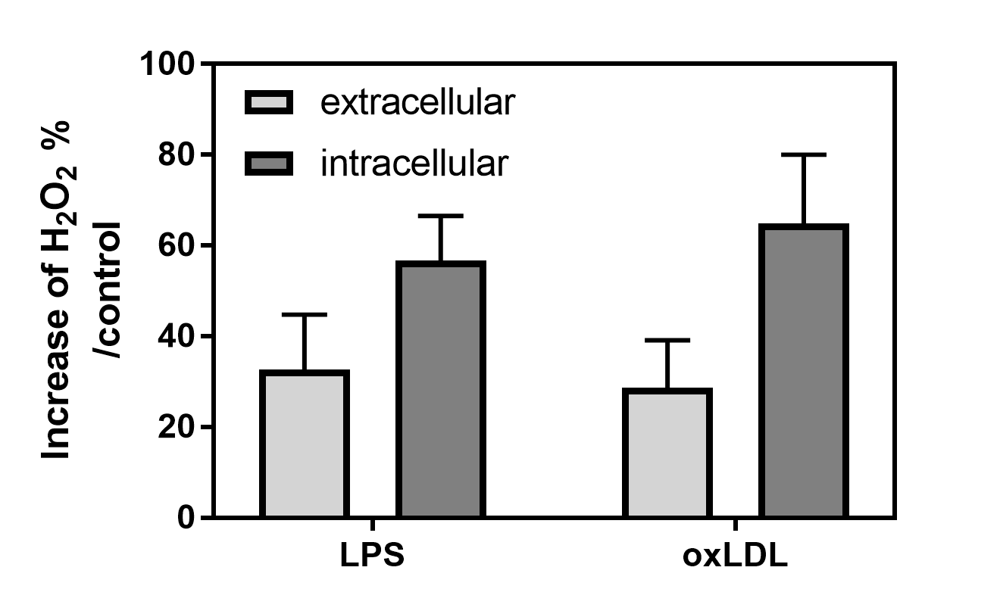 Increase of H₂O₂ %
/control
100
80
60
40
20
0
extracellular
intracellular
LPS
oxLDL